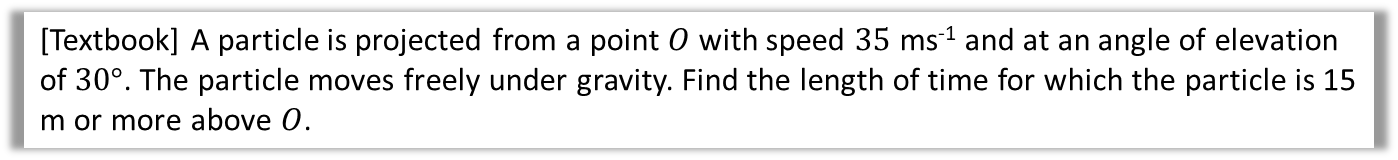 [Textbook] A particle is projected from a point 𝑂 with speed 35 ms⁻¹ and at an angle of elevation
of 30°. The particle moves freely under gravity. Find the length of time for which the particle is 15
m or more above 𝑂.